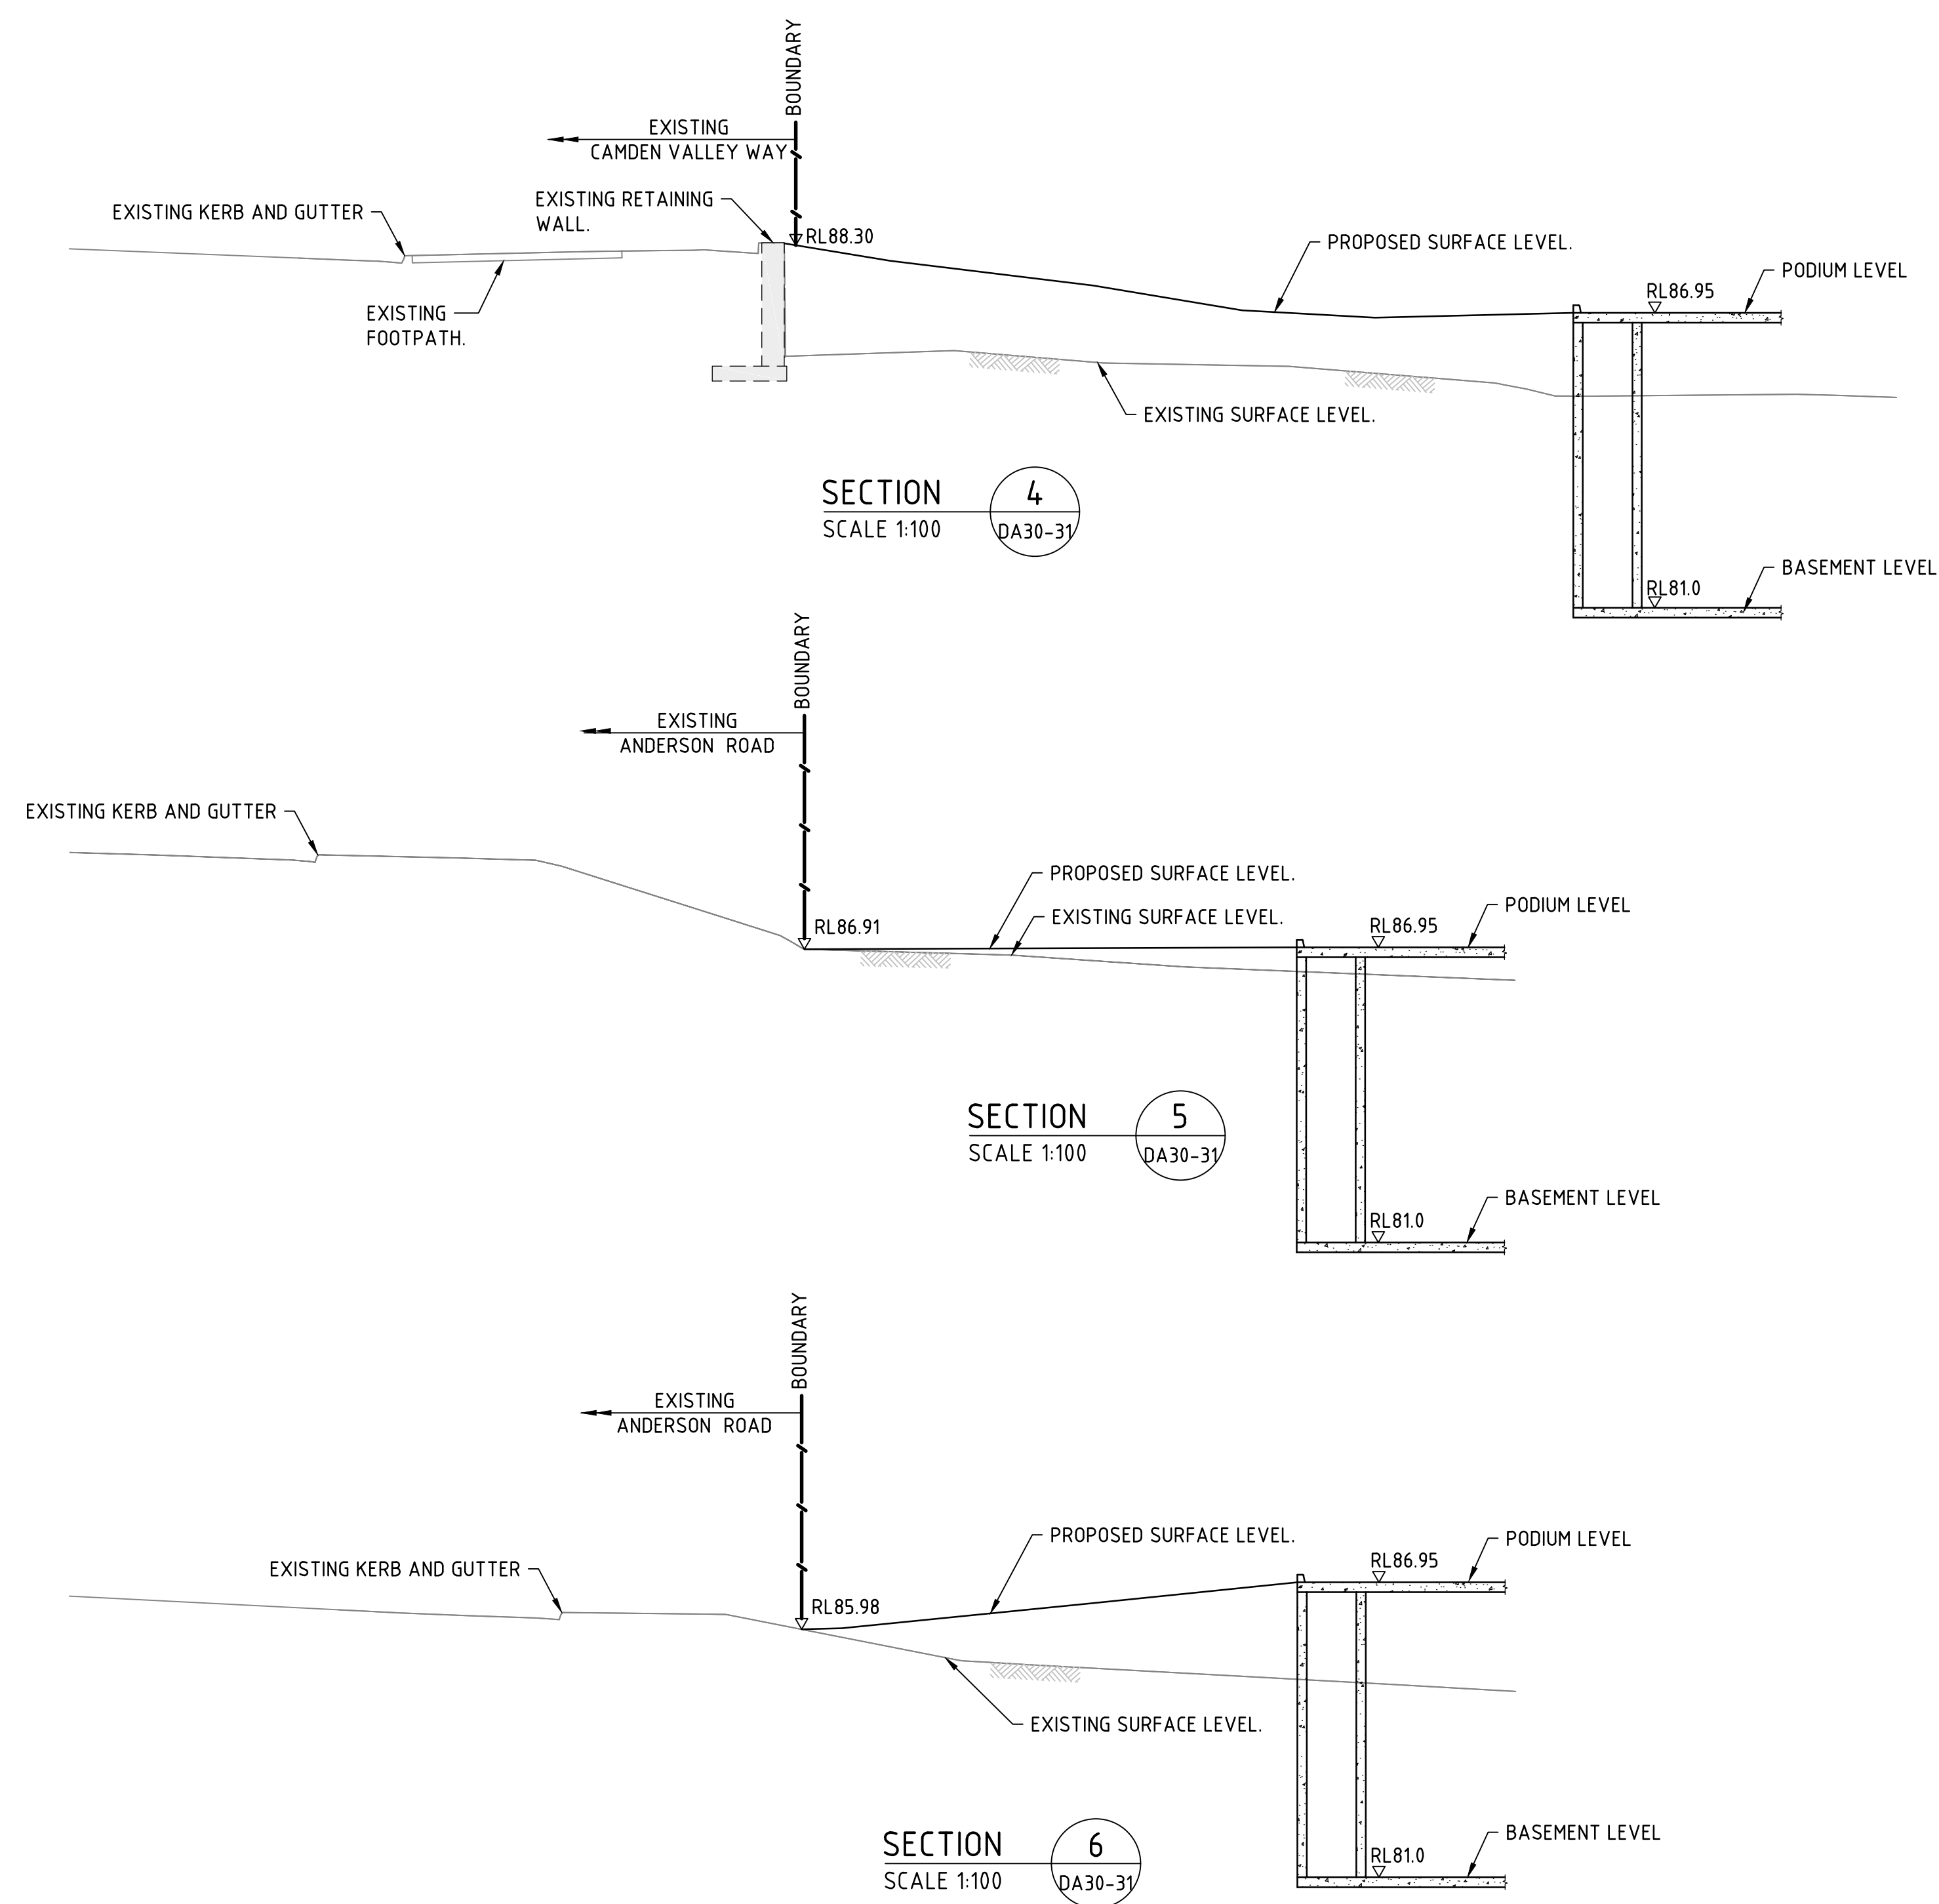 BOUNDARY
EXISTING
CAMDEN VALLEY WAY
EXISTING RETAINING
WALL.
EXISTING KERB AND GUTTER
RL88.30
PROPOSED SURFACE LEVEL.
PODIUM LEVEL
RL86.95
EXISTING
FOOTPATH.
EXISTING SURFACE LEVEL.
SECTION
4
SCALE 1:100
DA30-31
BASEMENT LEVEL
RL81.0
BOUNDARY
EXISTING
ANDERSON ROAD
EXISTING KERB AND GUTTER
PROPOSED SURFACE LEVEL.
EXISTING SURFACE LEVEL.
PODIUM LEVEL
RL86.91
RL86.95
SECTION
5
SCALE 1:100
DA30-31
BASEMENT LEVEL
RL81.0
BOUNDARY
EXISTING
ANDERSON ROAD
PROPOSED SURFACE LEVEL.
PODIUM LEVEL
RL86.95
EXISTING KERB AND GUTTER
RL85.98
EXISTING SURFACE LEVEL.
SECTION
6
SCALE 1:100
DA30-31
BASEMENT LEVEL
RL81.0